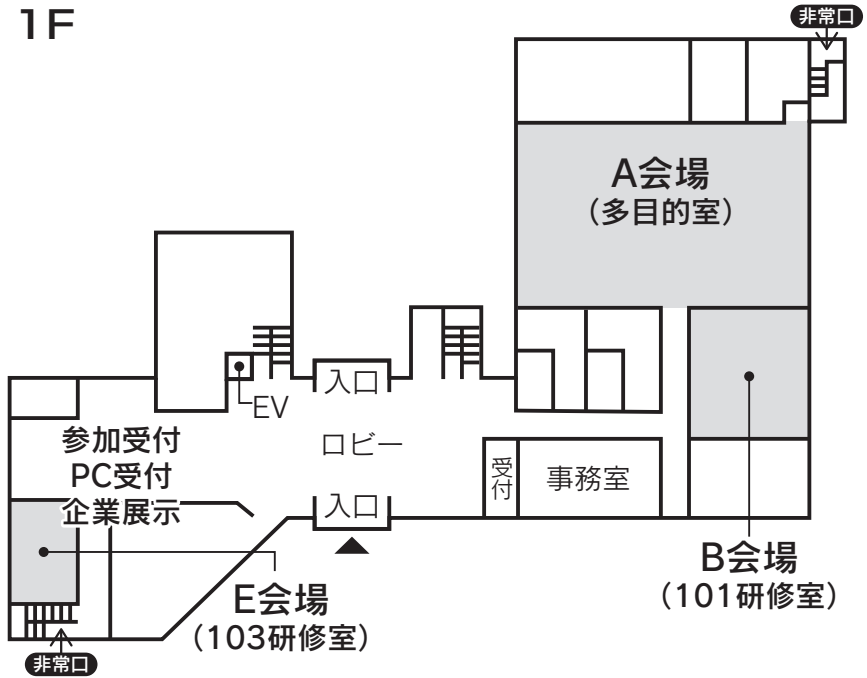 1F
非常口
A会場
（多目的室）
入口
EV
ロビー
参加受付
PC受付
企業展示
受付
事務室
入口
B会場
（101研修室）
E会場
（103研修室）
非常口